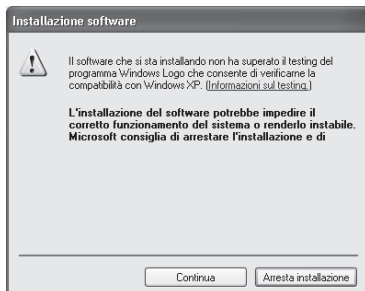 Installazione software
Il software che si sta installando non ha superato il testing del
programma Windows Logo che consente di verificarne la
compatibilità con Windows XP. (Informazioni sul testing.)
L'installazione del software potrebbe impedire il
corretto funzionamento del sistema o renderlo instabile.
Microsoft consiglia di arrestare l'installazione e di
Continua
Arresta installazione